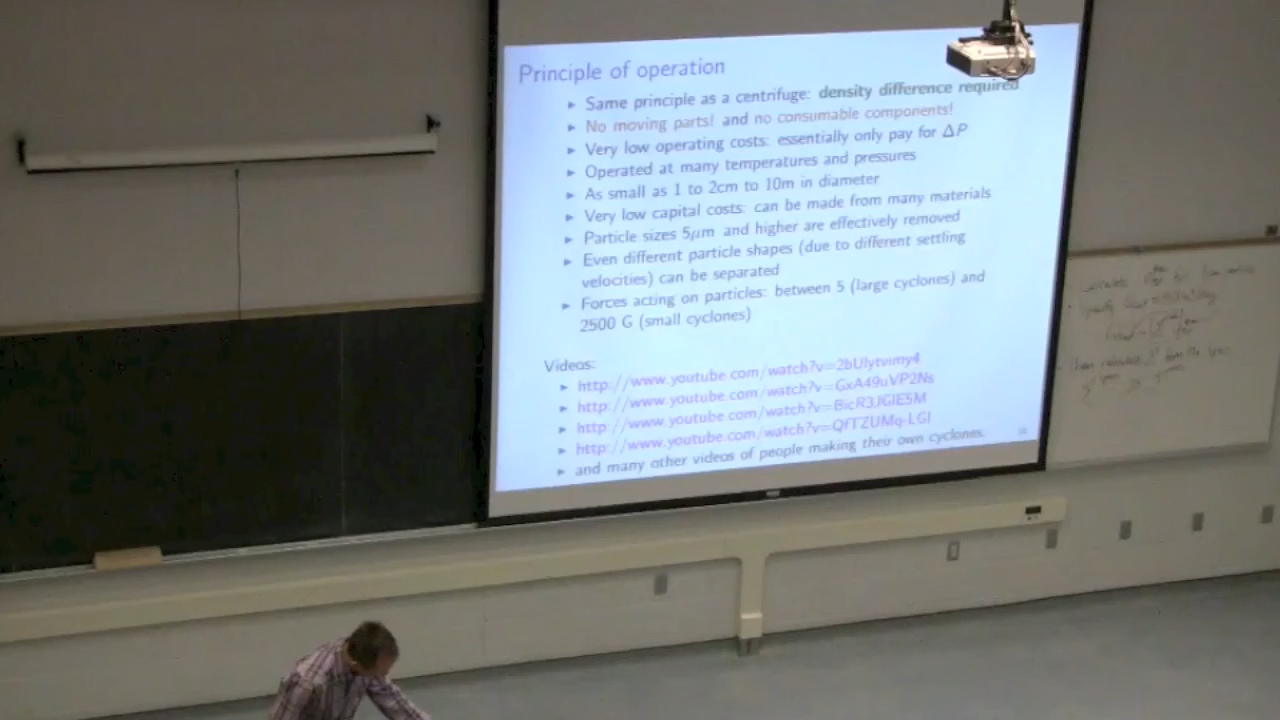 Principle of operation
▸ Same principle as a centrifuge: density difference required
▸ No moving parts! and no consumable components!
▸ Very low operating costs: essentially only pay for ΔP
▸ Operated at many temperatures and pressures
▸ As small as 1 to 2cm to 10m in diameter
▸ Very low capital costs: can be made from many materials
▸ Particle sizes 5μm and higher are effectively removed
▸ Even different particle shapes (due to different settling
velocities) can be separated
▸ Forces acting on particles: between 5 (large cyclones) and
2500 G (small cyclones)
Videos:
▸ http://www.youtube.com/watch?v=2bUlytvimy4
▸ http://www.youtube.com/watch?v=GxA49uVP2Ns
▸ http://www.youtube.com/watch?v=BicR3JGlE5M
▸ http://www.youtube.com/watch?v=QfTZUMq-LGI
▸ and many other videos of people making their own cyclones.